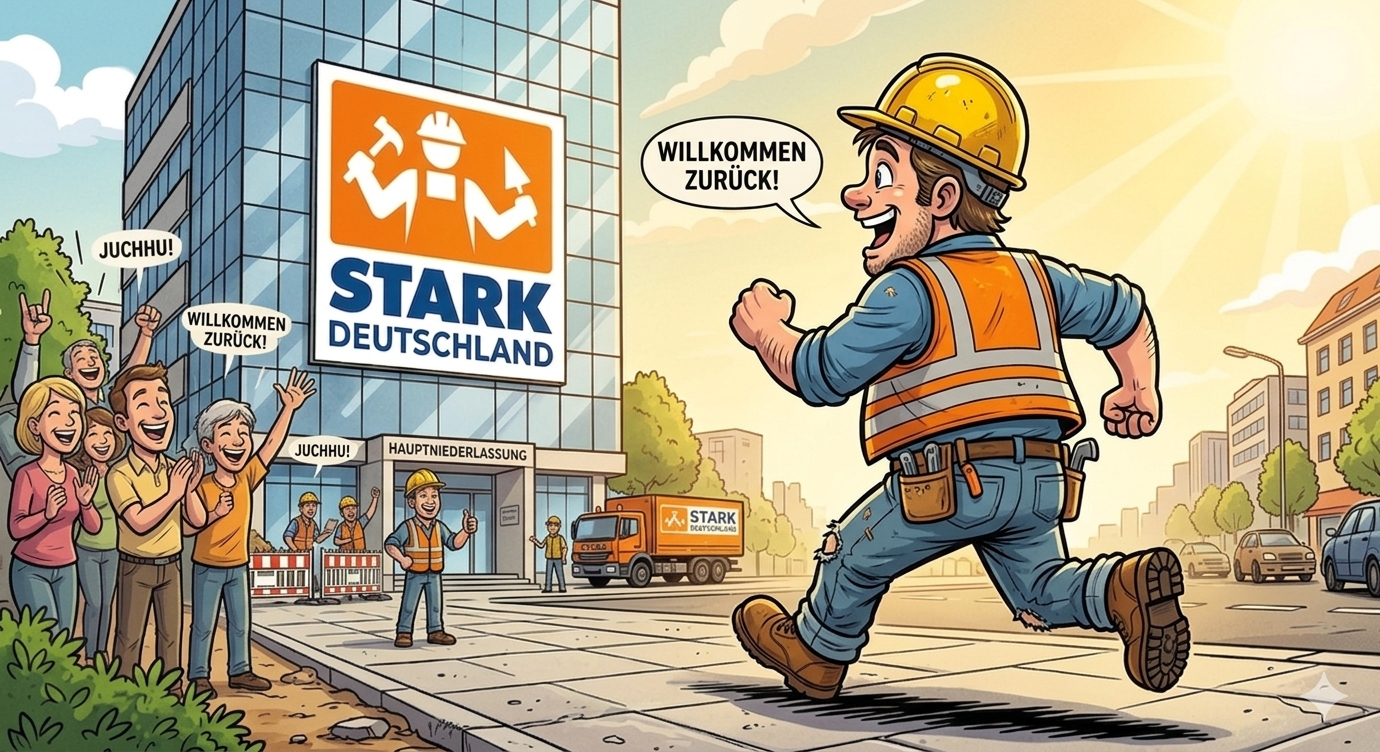 JUCHHU!
WILLKOMMEN
ZURÜCK!
STARK
DEUTSCHLAND
WILLKOMMEN
ZURÜCK!
JUCHHU!
HAUPTNIEDERLASSUNG
STARK
DEUTSCHLAND